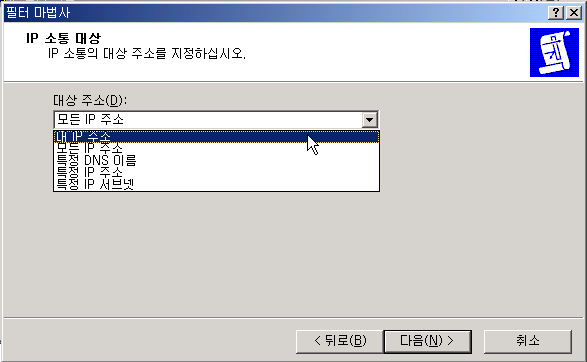 필터 마법사
IP 소통 대상
IP 소통의 대상 주소를 지정하십시오.
대상 주소(D):
모든 IP 주소
내 IP 주소
모든 IP 주소
특정 DNS 이름
특정 IP 주소
특정 IP 서브넷
< 뒤로(B)
다음(N) >
취소